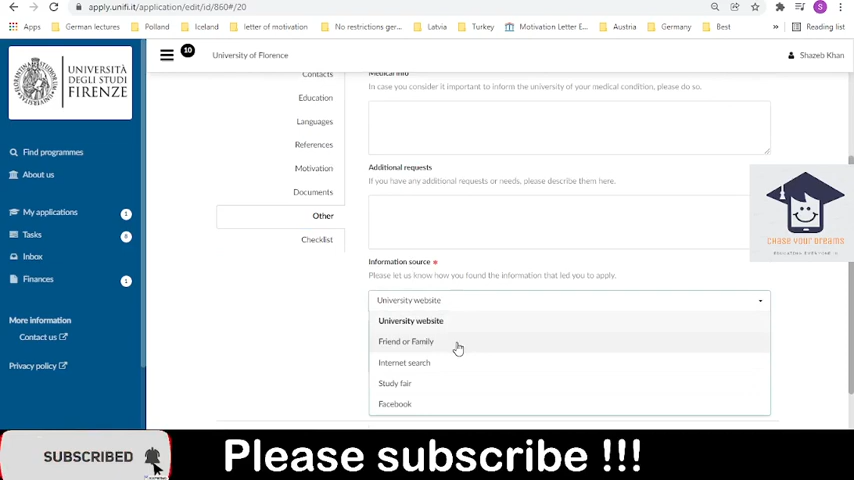 apply.unifi.it/application/edit/id/860#/20
S
Apps
German lectures
Polland
Iceland
letter of motivation
No restrictions ger...
Latvia
Turkey
Motivation Letter E...
Austria
Germany
Best
Reading list
UNIVERSITÀ
DEGLI STUDI
FIRENZE
10
University of Florence
Shazeb Khan
Find programmes
About us
My applications
1
Tasks
8
Inbox
Finances
1
More information
Contact us
Privacy policy
Contacts
Education
Languages
References
Motivation
Documents
Other
Checklist
Medical info
In case you consider it important to inform the university of your medical condition, please do so.
Additional requests
If you have any additional requests or needs, please describe them here.
Information source
Please let us know how you found the information that led you to apply.
University website
University website
Friend or Family
Internet search
Study fair
Facebook
CHASE YOUR DREAMS
SUBSCRIBED
Please subscribe !!!